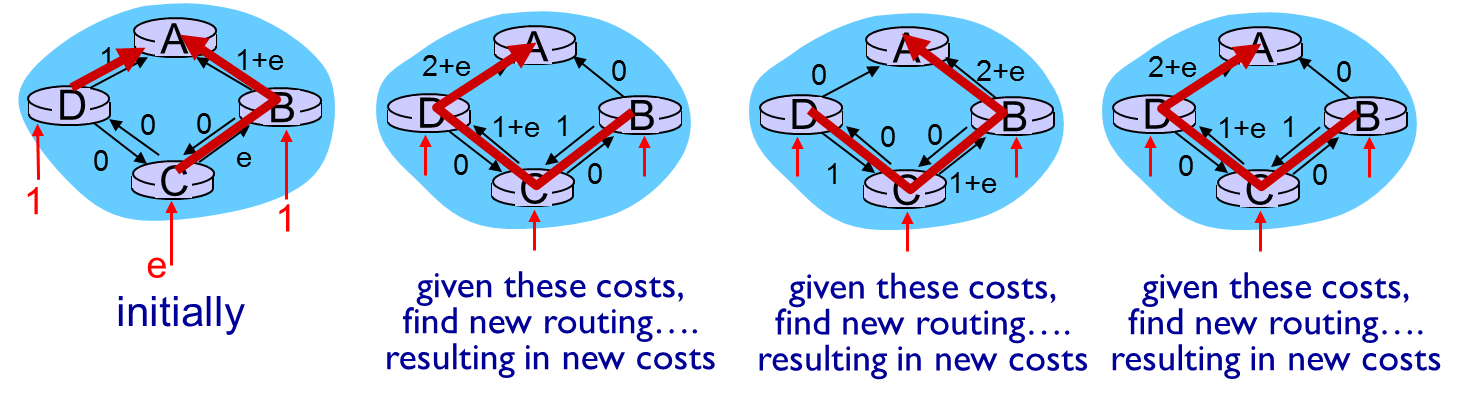 A
1
1+e
D
B
0
0
0
e
C
1
1
e
initially
A
2+e
0
D
B
1+e
1
0
0
C
given these costs,
find new routing....
resulting in new costs
A
0
2+e
D
B
0
0
1
1+e
C
given these costs,
find new routing....
resulting in new costs
A
2+e
0
D
B
1+e
1
0
0
C
given these costs,
find new routing....
resulting in new costs